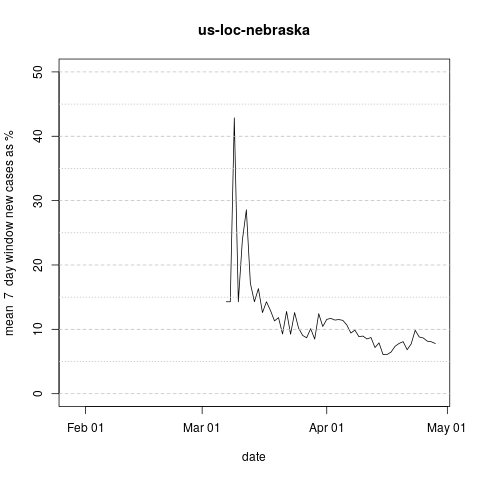 us-loc-nebraska
mean  7  day window new cases as %
50
40
30
20
10
0
Feb 01
Mar 01
Apr 01
May 01
date